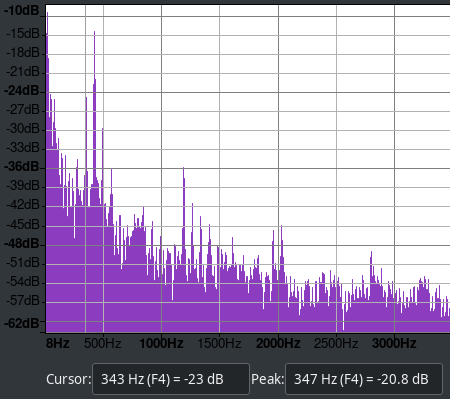 -10dB
-15dB
-18dB
-21dB
-24dB
-27dB
-30dB
-33dB
-36dB
-39dB
-42dB
-45dB
-48dB
-51dB
-54dB
-57dB
-62dB
8Hz 500Hz 1000Hz 1500Hz 2000Hz 2500Hz 3000Hz
Cursor: 343 Hz (F4) = -23 dB Peak: 347 Hz (F4) = -20.8 dB